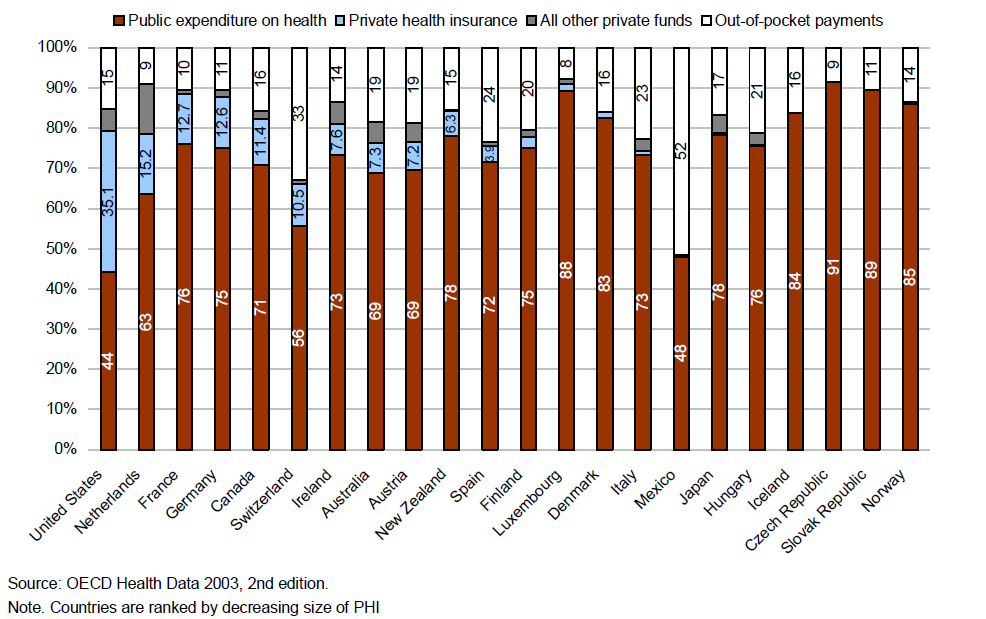 Public expenditure on health Private health insurance All other private funds Out-of-pocket payments
100%
90%
80%
70%
60%
50%
40%
30%
20%
10%
0%
15 9 10 11 16 33 14 19 19 15 24 20 8 16 23 52 17 21 16 9 11 14
35.1 15.2 12.7 12.6 11.4 10.5 7.6 7.3 7.2 6.3 3.9
44 63 76 75 71 56 73 69 69 78 72 75 88 83 73 48 78 76 84 91 89 85
United States
Netherlands
France
Germany
Canada
Switzerland
Ireland
Australia
Austria
New Zealand
Spain
Finland
Luxembourg
Denmark
Italy
Mexico
Japan
Hungary
Iceland
Czech Republic
Slovak Republic
Norway
Source: OECD Health Data 2003, 2nd edition.
Note. Countries are ranked by decreasing size of PHI